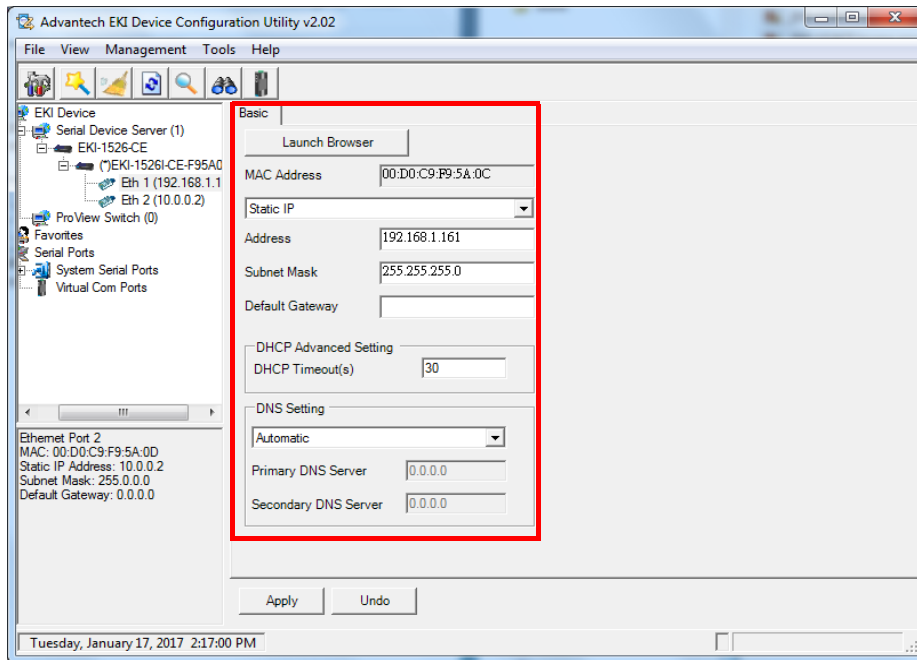 Advantech EKI Device Configuration Utility v2.02
File View Management Tools Help
EKI Device
Serial Device Server (1)
EKI-1526-CE
(*)EKI-1526I-CE-F95A0
Eth 1 (192.168.1.1
Eth 2 (10.0.0.2)
ProView Switch (0)
Favorites
Serial Ports
System Serial Ports
Virtual Com Ports
Ethernet Port 2
MAC: 00:D0:C9:F9:5A:0D
Static IP Address: 10.0.0.2
Subnet Mask: 255.0.0.0
Default Gateway: 0.0.0.0
Basic
Launch Browser
MAC Address 00:D0:C9:F9:5A:0C
Static IP
Address 192.168.1.161
Subnet Mask 255.255.255.0
Default Gateway
DHCP Advanced Setting
DHCP Timeout(s) 30
DNS Setting
Automatic
Primary DNS Server 0.0.0.0
Secondary DNS Server 0.0.0.0
Apply Undo
Tuesday, January 17, 2017 2:17:00 PM